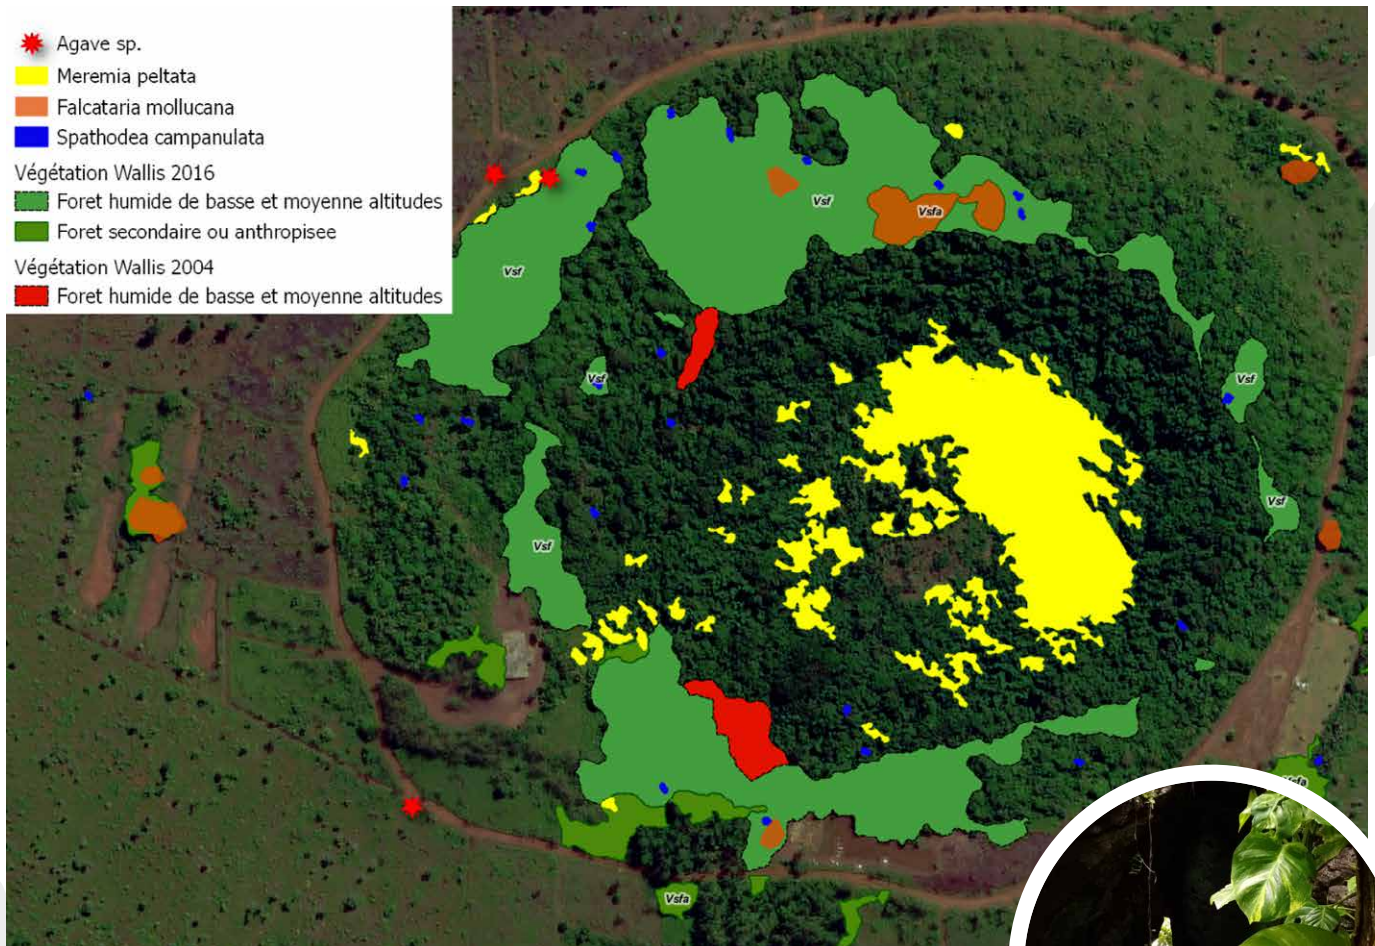 Agave sp.
Meremia peltata
Falcataria mollucana
Spathodea campanulata
Végétation Wallis 2016
Foret humide de basse et moyenne altitudes
Foret secondaire ou anthropisee
Végétation Wallis 2004
Foret humide de basse et moyenne altitudes
Vsf
Vsfa
Vsf
Vsf
Vsf
Vsf
Vsf
Vsfa
Vsfa